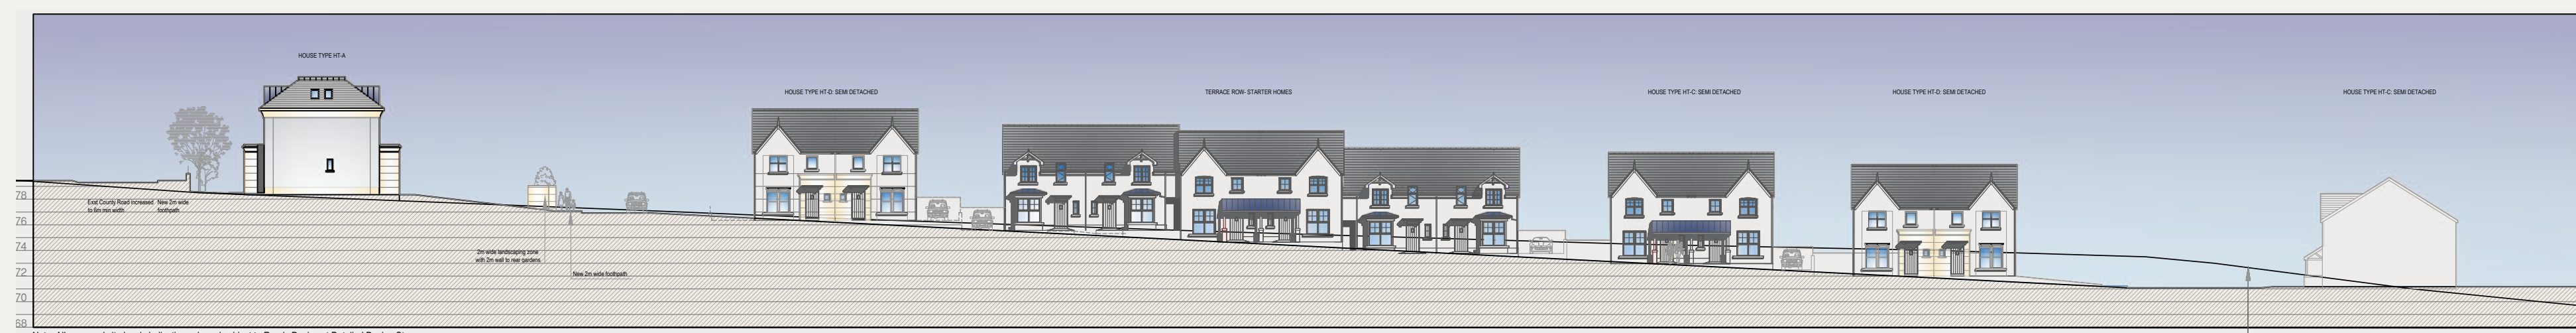 HOUSE TYPE HT-A
HOUSE TYPE HT-D: SEMI DETACHED
TERRACE ROW- STARTER HOMES
HOUSE TYPE HT-C: SEMI DETACHED
HOUSE TYPE HT-D: SEMI DETACHED
HOUSE TYPE HT-C: SEMI DETACHED
78
Exist County Road increased
to 6m min width
New 2m wide
footpath
76
74
2m wide landscaping zone
with 2m wall to rear gardens
72
New 2m wide footpath
70
68